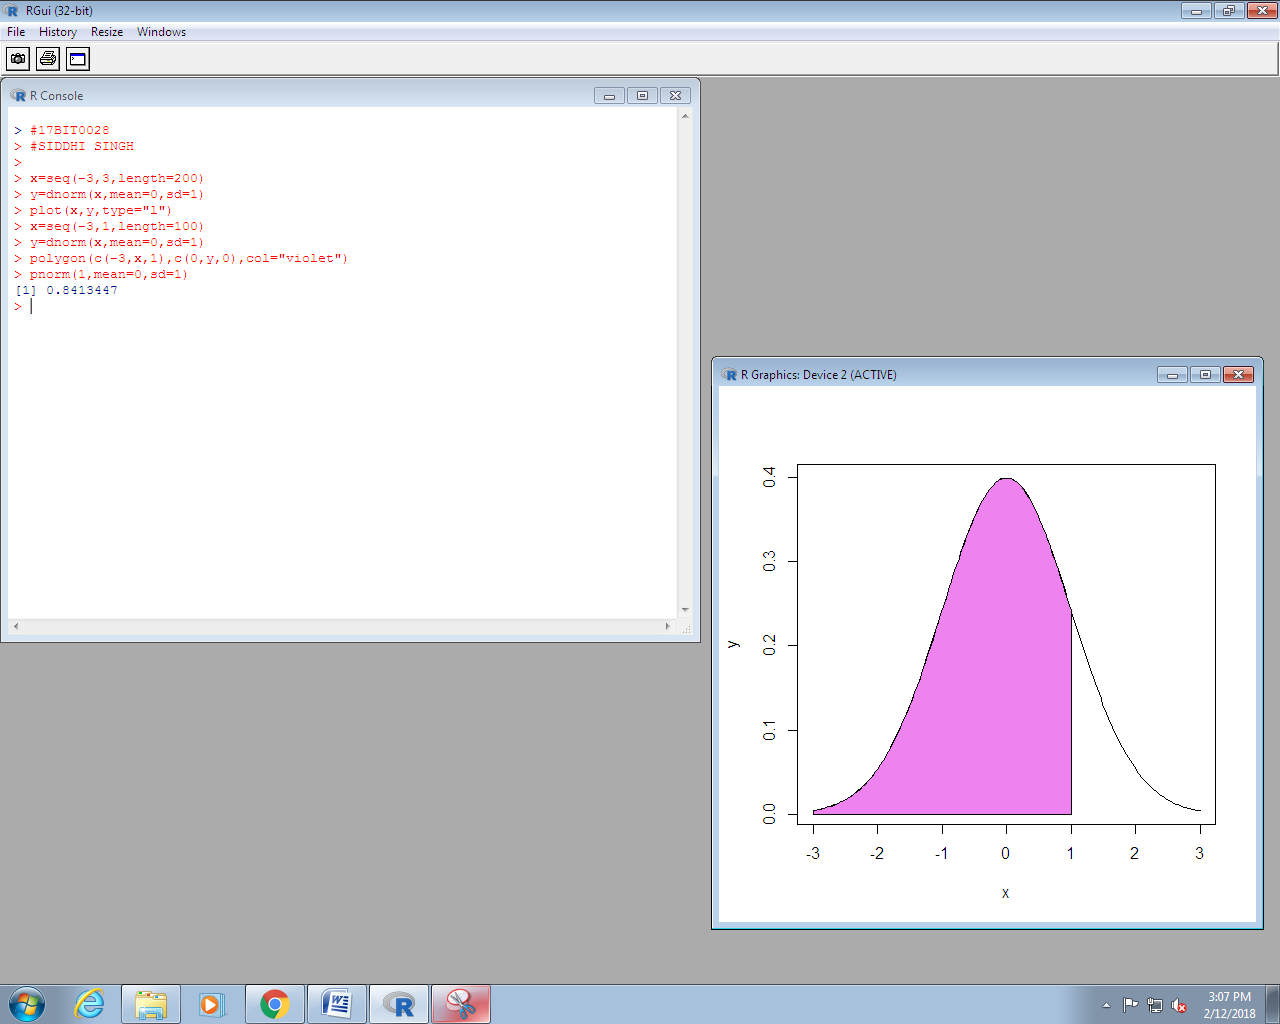 RGui (32-bit)
File History Resize Windows
R Console
> #17BIT0028
> #SIDDHI SINGH
>
> x=seq(-3,3,length=200)
> y=dnorm(x,mean=0,sd=1)
> plot(x,y,type="l")
> x=seq(-3,1,length=100)
> y=dnorm(x,mean=0,sd=1)
> polygon(c(-3,x,1),c(0,y,0),col="violet")
> pnorm(1,mean=0,sd=1)
[1] 0.8413447
>
R Graphics: Device 2 (ACTIVE)
0.4
0.3
0.2
0.1
0.0
y
-3 -2 -1 0 1 2 3
x
3:07 PM
2/12/2018